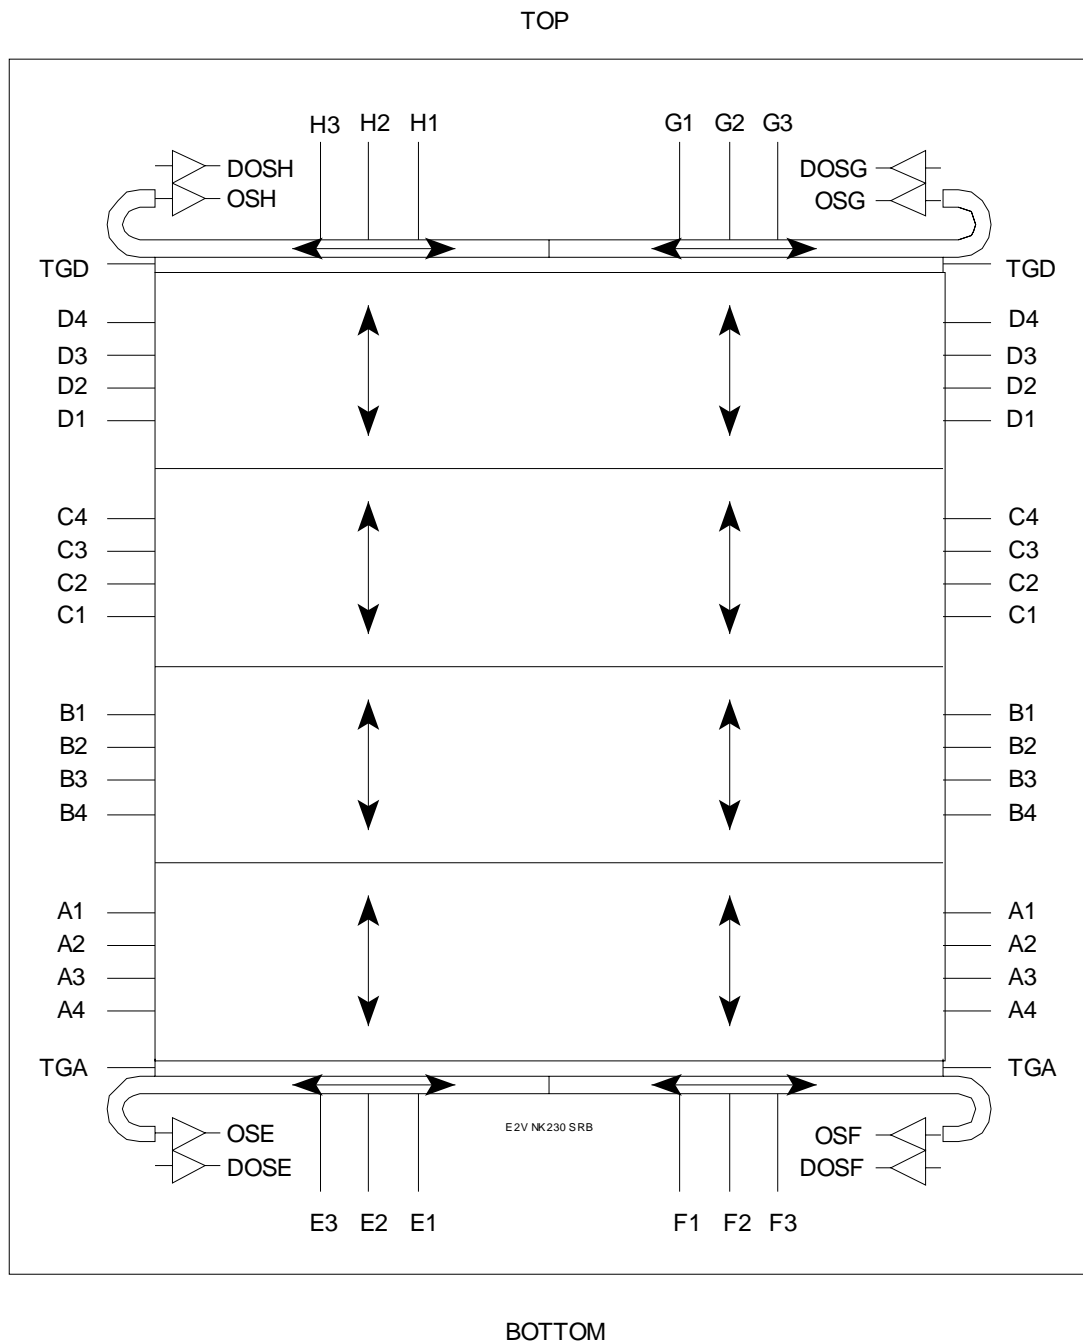 TOP
H3 H2 H1 G1 G2 G3
DOSH DOSG
OSH OSG
TGD TGD
D4 D4
D3 D3
D2 D2
D1 D1
C4 C4
C3 C3
C2 C2
C1 C1
B1 B1
B2 B2
B3 B3
B4 B4
A1 A1
A2 A2
A3 A3
A4 A4
TGA TGA
E2V NK230 SRB
OSE OSF
DOSE DOSF
E3 E2 E1 F1 F2 F3
BOTTOM